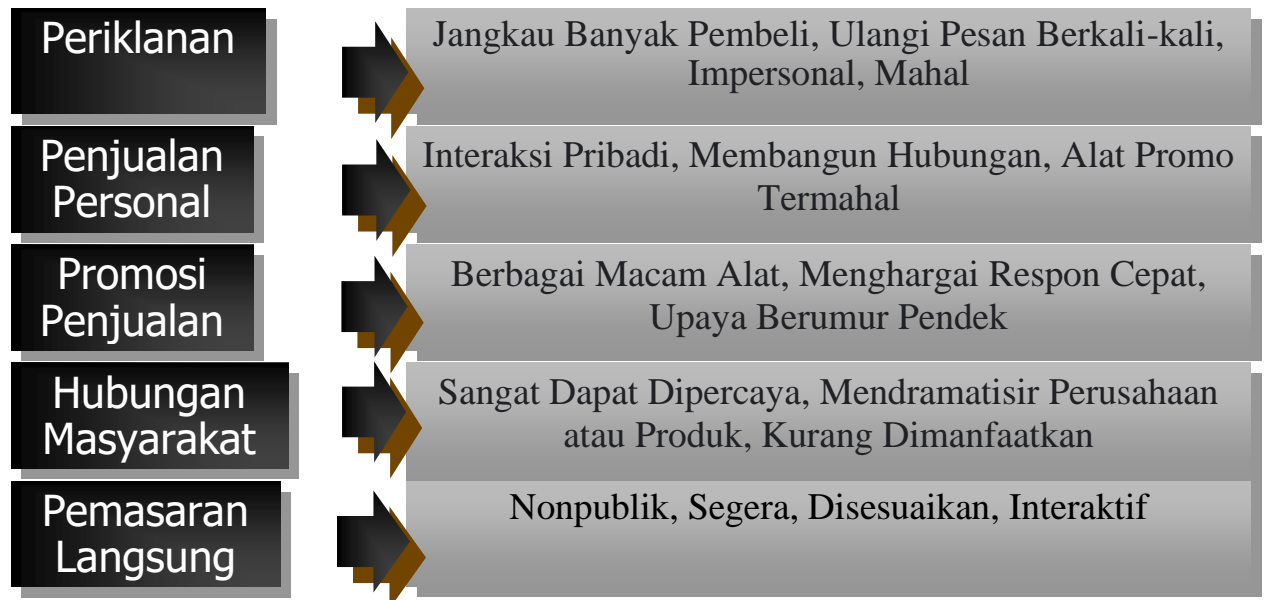 Periklanan
Jangkau Banyak Pembeli, Ulangi Pesan Berkali-kali,
Impersonal, Mahal
Penjualan
Personal
Interaksi Pribadi, Membangun Hubungan, Alat Promo
Termahal
Promosi
Penjualan
Berbagai Macam Alat, Menghargai Respon Cepat,
Upaya Berumur Pendek
Hubungan
Masyarakat
Sangat Dapat Dipercaya, Mendramatisir Perusahaan
atau Produk, Kurang Dimanfaatkan
Pemasaran
Langsung
Nonpublik, Segera, Disesuaikan, Interaktif